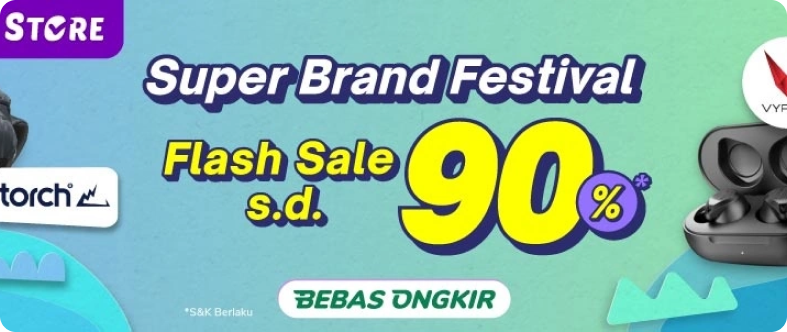 STORE
Super Brand Festival
Flash Sale
s.d.
90%*
torch
BEBAS ONGKIR
*S&K Berlaku